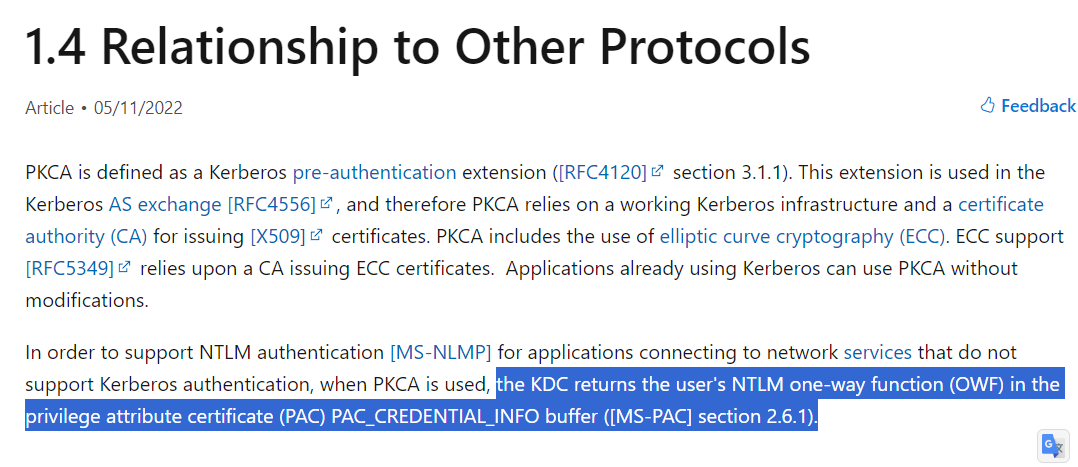 1.4 Relationship to Other Protocols
Article • 05/11/2022
Feedback
PKCA is defined as a Kerberos pre-authentication extension ([RFC4120] section 3.1.1). This extension is used in the
Kerberos AS exchange [RFC4556], and therefore PKCA relies on a working Kerberos infrastructure and a certificate
authority (CA) for issuing [X509] certificates. PKCA includes the use of elliptic curve cryptography (ECC). ECC support
[RFC5349] relies upon a CA issuing ECC certificates. Applications already using Kerberos can use PKCA without
modifications.
In order to support NTLM authentication [MS-NLMP] for applications connecting to network services that do not
support Kerberos authentication, when PKCA is used, the KDC returns the user's NTLM one-way function (OWF) in the
privilege attribute certificate (PAC) PAC_CREDENTIAL_INFO buffer ([MS-PAC] section 2.6.1).